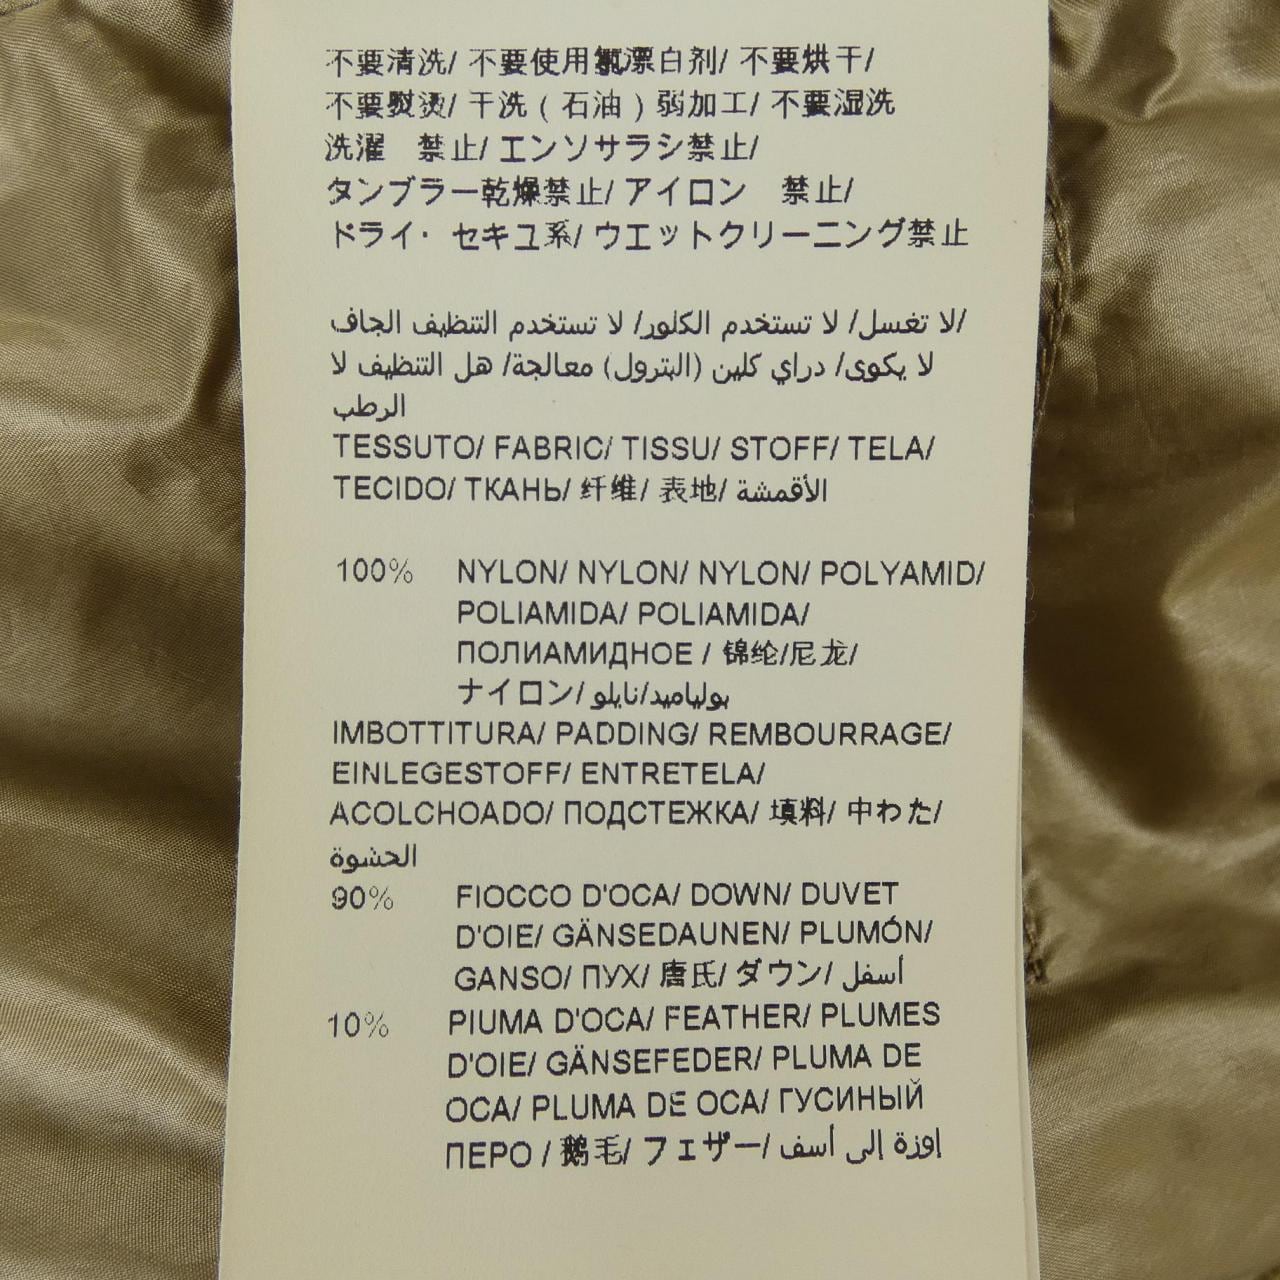 不要清洗/ 不要使用氯漂白剂/ 不要烘干/
不要熨烫/ 干洗 ( 石油 ) 弱加工/ 不要湿洗
洗濯　禁止/ エンソサラシ禁止/
タンブラー乾燥禁止/ アイロン　禁止/
ドライ・ セキユ系/ ウエットクリーニング禁止
لا تغسل/ لا تستخدم الكلور/ لا تستخدم التنظيف الجاف/
لا يكوى/ دراي كلين (البترول) معالجة/ هل التنظيف لا
الرطب
TESSUTO/ FABRIC/ TISSU/ STOFF/ TELA/
TECIDO/ ТКАНЬ/ 纤维/ 表地/ الأقمشة
100% NYLON/ NYLON/ NYLON/ POLYAMID/
POLIAMIDA/ POLIAMIDA/
ПОЛИАМИДНОЕ / 锦纶/尼龙/
ナイロン/ بولياميد/نايلو
IMBOTTITURA/ PADDING/ REMBOURRAGE/
EINLEGESTOFF/ ENTRETELA/
ACOLCHOADO/ ПОДСТЕЖКА/ 填料/ 中わた/
الحشوة
90% FIOCCO D'OCA/ DOWN/ DUVET
D'OIE/ GÄNSEDAUNEN/ PLUMÓN/
GANSO/ ПУХ/ 唐氏/ ダウン/ أسفل
10% PIUMA D'OCA/ FEATHER/ PLUMES
D'OIE/ GÄNSEFEDER/ PLUMA DE
OCA/ PLUMA DE OCA/ ГУСИНЫЙ
ПЕРО / 鹅毛/ フェザー/ اوزة إلى أسف